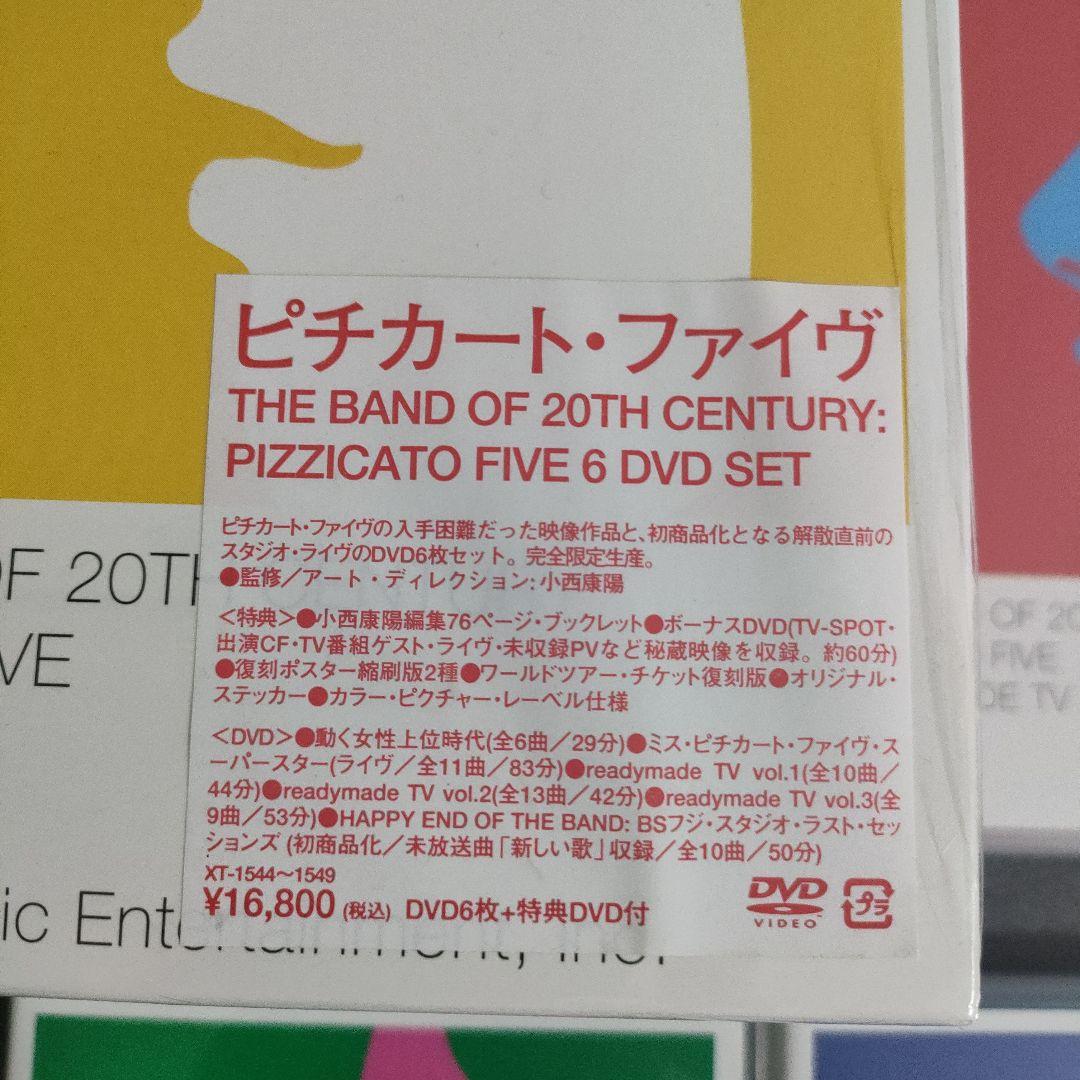 ピチカート・ファイヴ
THE BAND OF 20TH CENTURY:
PIZZICATO FIVE 6 DVD SET
ピチカート・ファイヴの入手困難だった映像作品と、初商品化となる解散直前の
スタジオ・ライヴのDVD6枚セット。完全限定生産。
●監修／アート・ディレクション:小西康陽
＜特典＞●小西康陽編集76ページ・ブックレット●ボーナスDVD(TV-SPOT・
出演CF・TV番組ゲスト・ライヴ・未収録PVなど秘蔵映像を収録。約60分)
●復刻ポスター縮刷版2種●ワールドツアー・チケット復刻版●オリジナル・
ステッカー●カラー・ピクチャー・レーベル仕様
＜DVD＞●動く女性上位時代(全6曲／29分)●ミス・ピチカート・ファイヴ・ス
ーパースター(ライヴ／全11曲／83分)●readymade TV vol.1(全10曲／
44分)●readymade TV vol.2(全13曲／42分)●readymade TV vol.3(全
9曲／53分)●HAPPY END OF THE BAND: BSフジ・スタジオ・ラスト・セッ
ションズ (初商品化／未放送曲「新しい歌」収録／全10曲／50分)
XT-1544〜1549
¥16,800 (税込) DVD6枚+特典DVD付
DVD
VIDEO
プラ
OF 20TH
VE
ic Entertainment, Inc.
OF 20
FIVE
DE TV